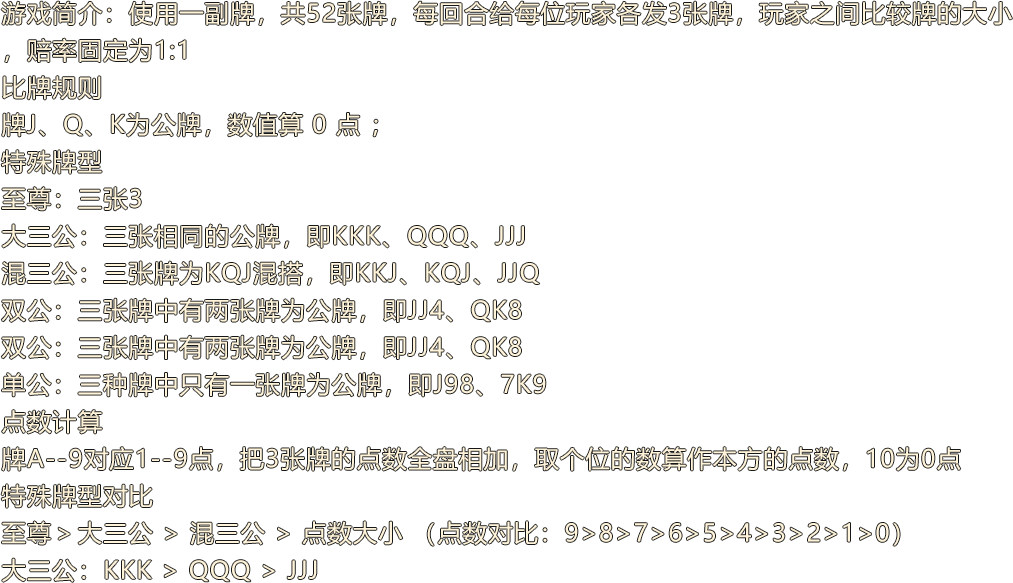 游戏简介：使用一副牌，共52张牌，每回合给每位玩家各发3张牌，玩家之间比较牌的大小
，赔率固定为1:1
比牌规则
牌J、Q、K为公牌，数值算 0 点 ；
特殊牌型
至尊：三张3
大三公：三张相同的公牌，即KKK、QQQ、JJJ
混三公：三张牌为KQJ混搭，即KKJ、KQJ、JJQ
双公：三张牌中有两张牌为公牌，即JJ4、QK8
双公：三张牌中有两张牌为公牌，即JJ4、QK8
单公：三种牌中只有一张牌为公牌，即J98、7K9
点数计算
牌A--9对应1--9点，把3张牌的点数全盘相加，取个位的数算作本方的点数，10为0点
特殊牌型对比
至尊＞大三公 ＞ 混三公 ＞ 点数大小 （点数对比：9>8>7>6>5>4>3>2>1>0）
大三公：KKK ＞ QQQ ＞ JJJ